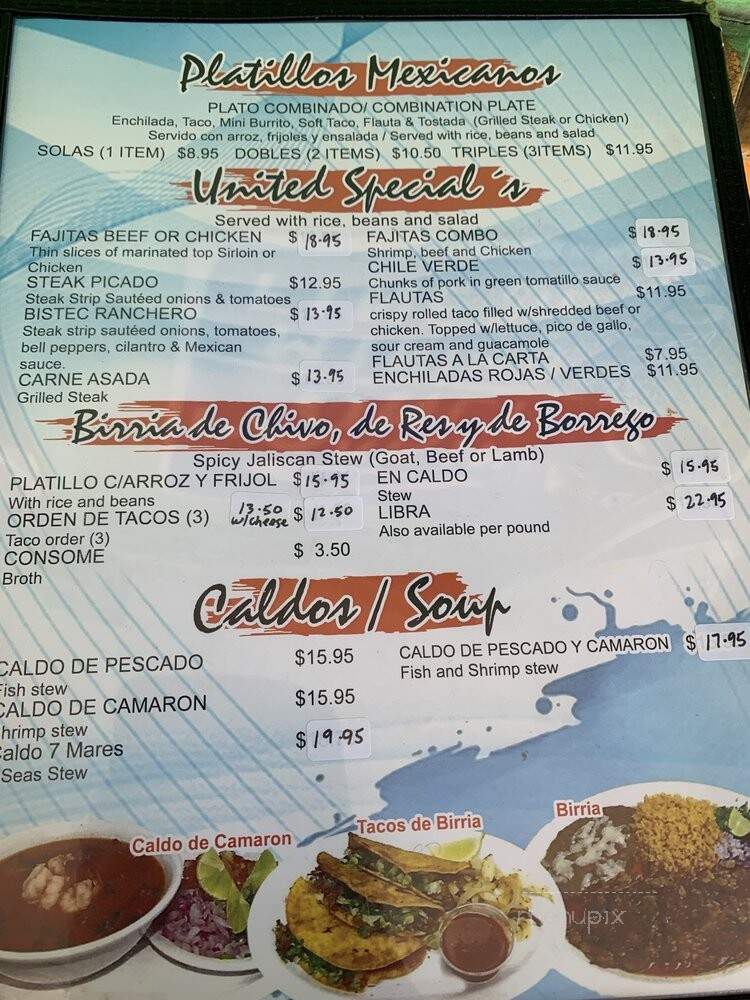 Platillos Mexicanos
PLATO COMBINADO/ COMBINATION PLATE
Enchilada, Taco, Mini Burrito, Soft Taco, Flauta & Tostada (Grilled Steak or Chicken)
Servido con arroz, frijoles y ensalada / Served with rice, beans and salad
SOLAS (1 ITEM) $8.95 DOBLES (2 ITEMS) $10.50 TRIPLES (3ITEMS) $11.95
United Special´s
Served with rice, beans and salad
FAJITAS BEEF OR CHICKEN $ 18.95
Thin slices of marinated top Sirloin or
Chicken
STEAK PICADO $12.95
Steak Strip Sautéed onions & tomatoes
BISTEC RANCHERO $ 13.95
Steak strip sautéed onions, tomatoes,
bell peppers, cilantro & Mexican
sauce.
CARNE ASADA $ 13.95
Grilled Steak
FAJITAS COMBO $ 18.95
Shrimp, beef and Chicken
CHILE VERDE $ 13.95
Chunks of pork in green tomatillo sauce
FLAUTAS $11.95
crispy rolled taco filled w/shredded beef or
chicken. Topped w/lettuce, pico de gallo,
sour cream and guacamole
FLAUTAS A LA CARTA $7.95
ENCHILADAS ROJAS / VERDES $11.95
Birria de Chivo, de Res y de Borrego
Spicy Jaliscan Stew (Goat, Beef or Lamb)
PLATILLO C/ARROZ Y FRIJOL $15.95
With rice and beans
ORDEN DE TACOS (3) 13.50 w/cheese $ 12.50
Taco order (3)
CONSOME $ 3.50
Broth
EN CALDO $ 15.95
Stew
LIBRA $ 22.95
Also available per pound
Caldos / Soup
CALDO DE PESCADO $15.95
Fish stew
CALDO DE CAMARON $15.95
hrimp stew
aldo 7 Mares $ 19.95
Seas Stew
CALDO DE PESCADO Y CAMARON $ 17.95
Fish and Shrimp stew
Caldo de Camaron
Tacos de Birria
Birria